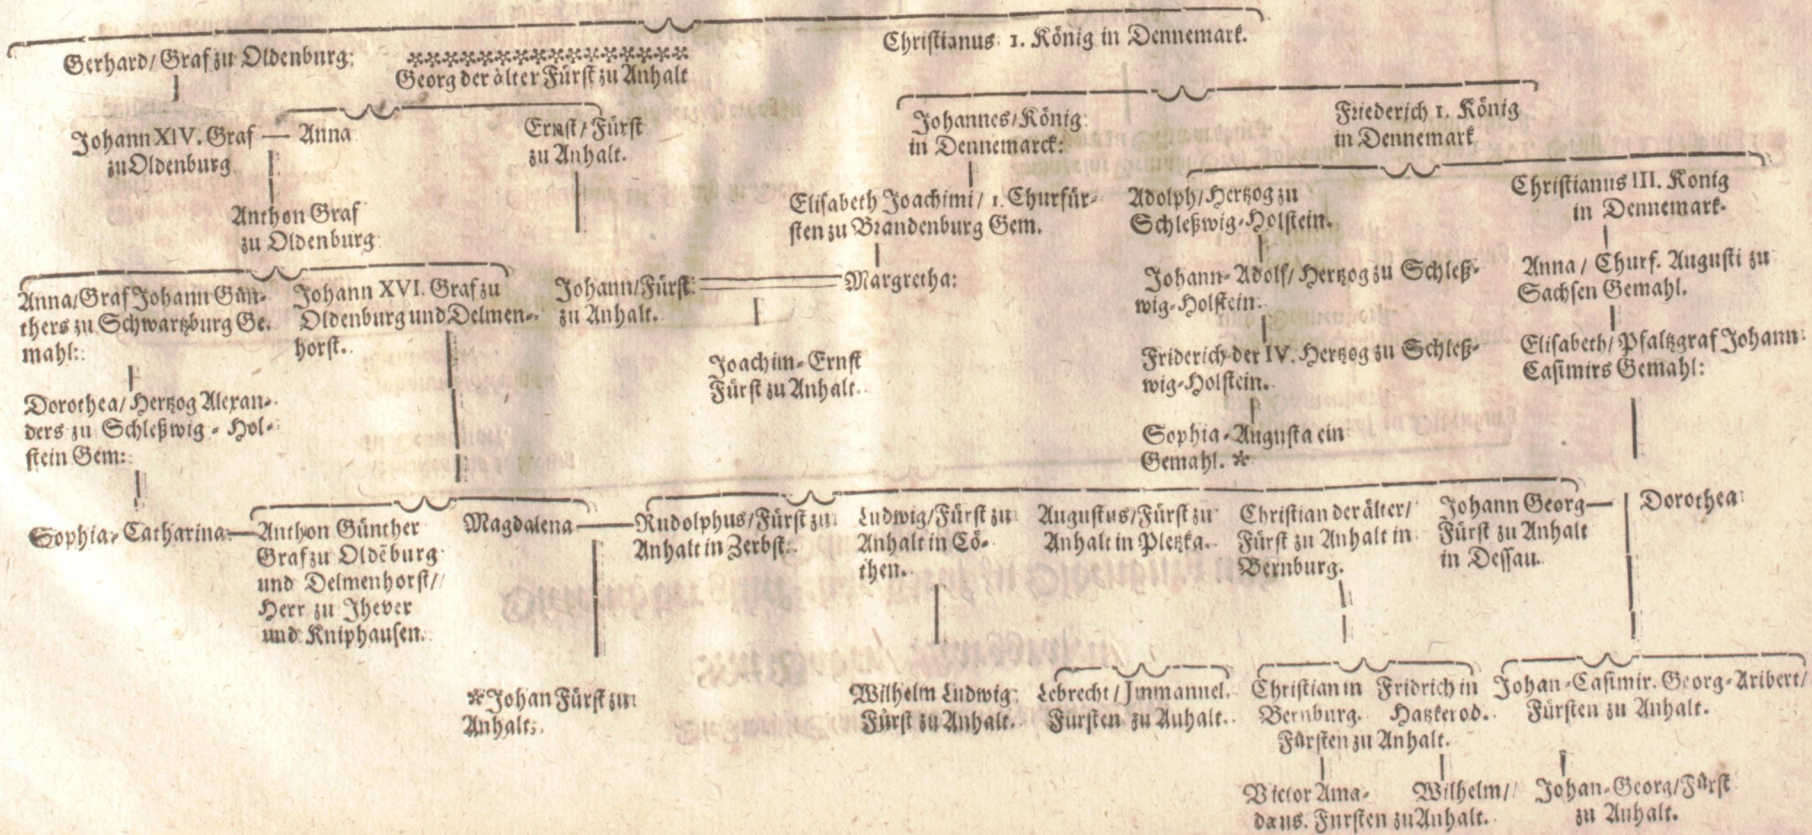 Gerhard/Graf zu Oldenburg;
Christianus 1. König in Dennemark.
Georg der älter Fürst zu Anhalt
Johann XIV. Graf
zu Oldenburg
Anna
Ernst/Fürst
zu Anhalt.
Johannes/König
in Dennemarck:
Friederich 1. König
in Dennemark
Anthon Graf
zu Oldenburg
Elisabeth Joachimi/1. Churfür-
sten zu Brandenburg Gem.
Adolph/Hertzog zu
Schleßwig-Holstein.
Christianus III. Konig
in Dennemark.
Anna/Graf Johann Gün-
thers zu Schwartzburg Ge.
mahl:
Johann XVI. Graf zu
Oldenburg und Delmen-
horst.
Johann/Fürst
zu Anhalt.
Margretha:
Johann-Adolf/Hertzog zu Schleß-
wig-Holstein.
Anna/Churf. Augusti zu
Sachsen Gemahl.
Joachim-Ernst
Fürst zu Anhalt.
Friderich der IV. Hertzog zu Schleß-
wig-Holstein.
Elisabeth/Pfaltzgraf Johann
Casimirs Gemahl:
Dorothea/Hertzog Alexan-
ders zu Schleßwig-Hol-
stein Gem:
Sophia-Augusta ein
Gemahl. *
Sophia-Catharina
Anthon Günther
Graf zu Oldēburg
und Delmenhorst/
Herr zu Jhever
und Kniphausen.
Magdalena
Rudolphus/Fürst zu
Anhalt in Zerbst.
Ludwig/Fürst zu
Anhalt in Cö-
then.
Augustus/Fürst zu
Anhalt in Pletzka.
Christian der älter/
Fürst zu Anhalt in
Bernburg.
Johann Georg
Fürst zu Anhalt
in Dessau.
Dorothea
*Johan Fürst zu
Anhalt.
Wilhelm Ludwig
Fürst zu Anhalt.
Lebrecht/Immanuel.
Fürsten zu Anhalt.
Christian in
Bernburg.
Fridrich in
Hatzkerod.
Fürsten zu Anhalt.
Johan-Casimir. Georg-Aribert/
Fürsten zu Anhalt.
Victor Ama- Wilhelm/
dæus. Fursten zu Anhalt.
Johan-Georg/Fürst
zu Anhalt.